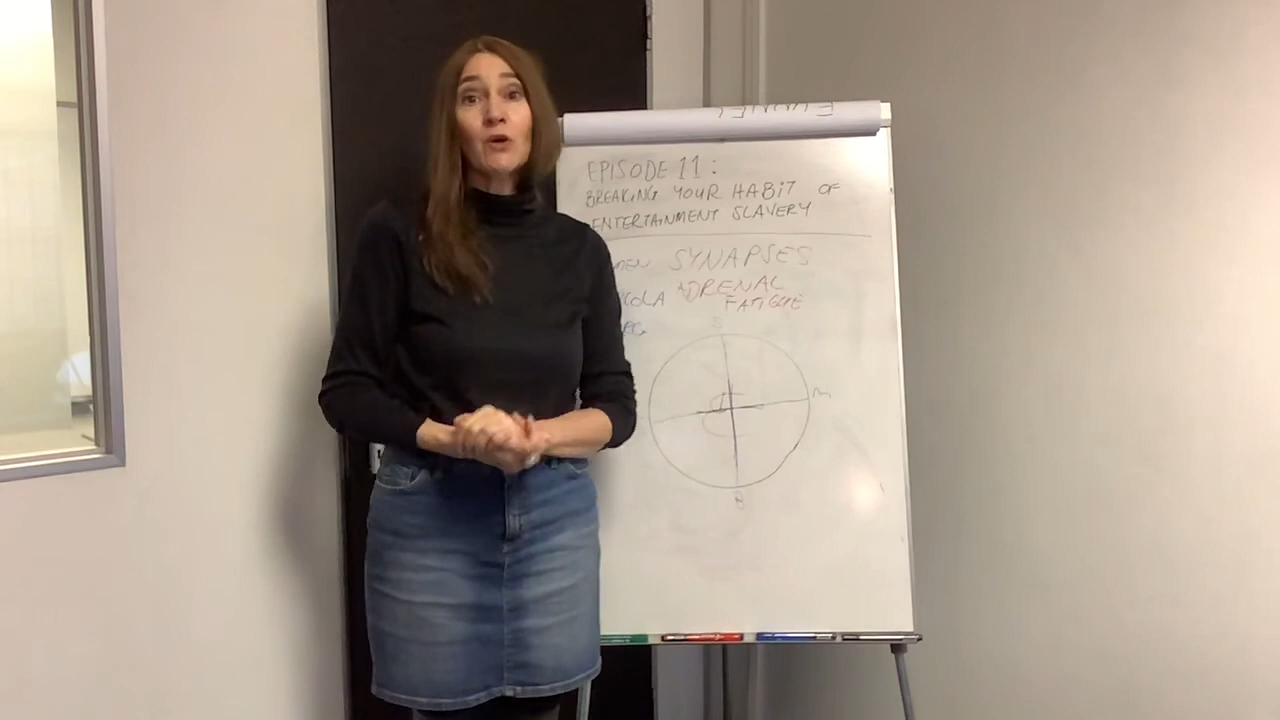 EPISODE 11:
BREAKING YOUR HABIT OF
ENTERTAINMENT SLAVERY
SYNAPSES
ADRENAL
FATIGUE
S
M
B